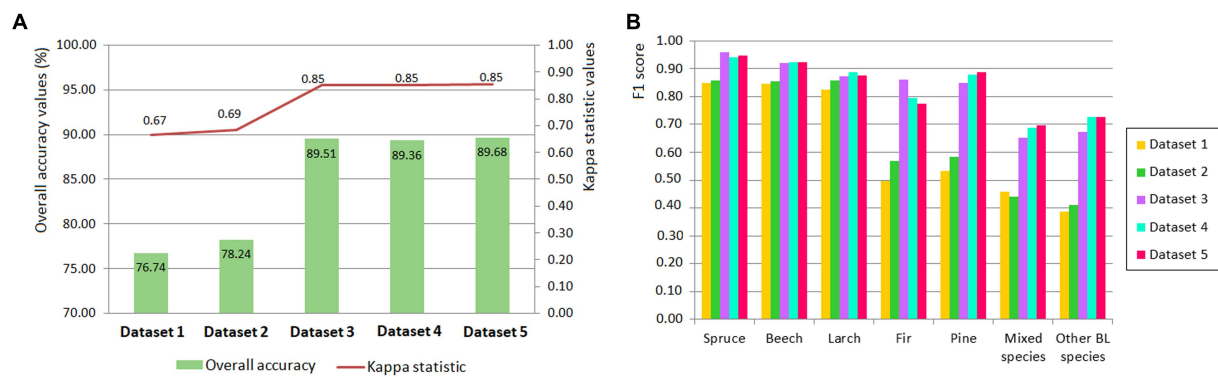 A
Overall accuracy values (%)
100.00
95.00
90.00
85.00
80.00
75.00
70.00
0.67
0.69
0.85
0.85
0.85
76.74
78.24
89.51
89.36
89.68
Dataset 1
Dataset 2
Dataset 3
Dataset 4
Dataset 5
1.00
0.90
0.80
0.70
0.60
0.50
0.40
0.30
0.20
0.10
0.00
Kappa statistic values
Overall accuracy
Kappa statistic
B
F1 score
1.00
0.90
0.80
0.70
0.60
0.50
0.40
0.30
0.20
0.10
0.00
Spruce
Beech
Larch
Fir
Pine
Mixed
species
Other BL
species
Dataset 1
Dataset 2
Dataset 3
Dataset 4
Dataset 5